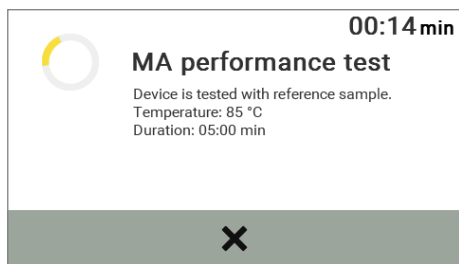 00:14 min
MA performance test
Device is tested with reference sample.
Temperature: 85 °C
Duration: 05:00 min